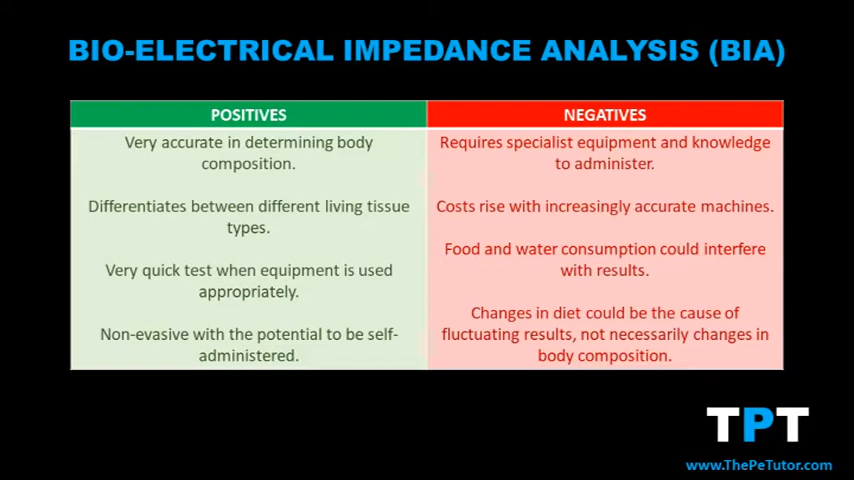 BIO-ELECTRICAL IMPEDANCE ANALYSIS (BIA)
POSITIVES
Very accurate in determining body
composition.
Differentiates between different living tissue
types.
Very quick test when equipment is used
appropriately.
Non-evasive with the potential to be self-
administered.
NEGATIVES
Requires specialist equipment and knowledge
to administer.
Costs rise with increasingly accurate machines.
Food and water consumption could interfere
with results.
Changes in diet could be the cause of
fluctuating results, not necessarily changes in
body composition.
TPT
www.ThePeTutor.com